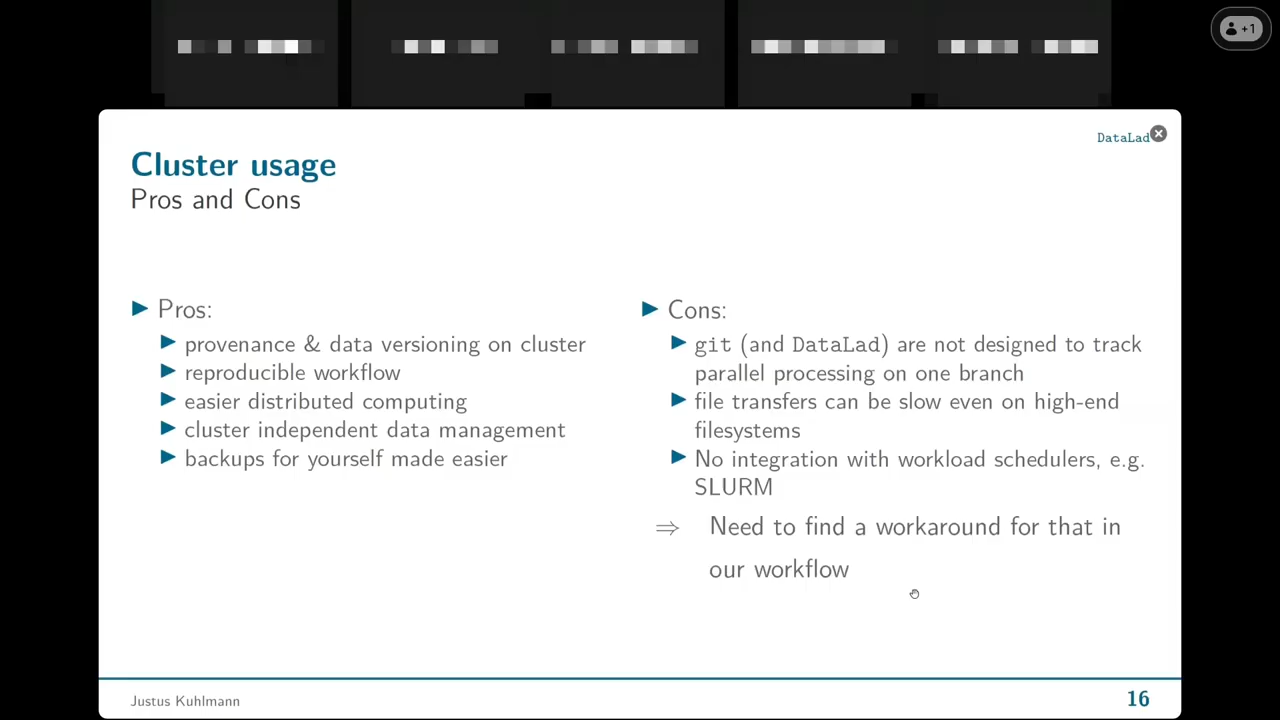 +1
DataLad
Cluster usage
Pros and Cons
Pros:
provenance & data versioning on cluster
reproducible workflow
easier distributed computing
cluster independent data management
backups for yourself made easier
Cons:
git (and DataLad) are not designed to track
parallel processing on one branch
file transfers can be slow even on high-end
filesystems
No integration with workload schedulers, e.g.
SLURM
⇒ Need to find a workaround for that in
our workflow
Justus Kuhlmann
16